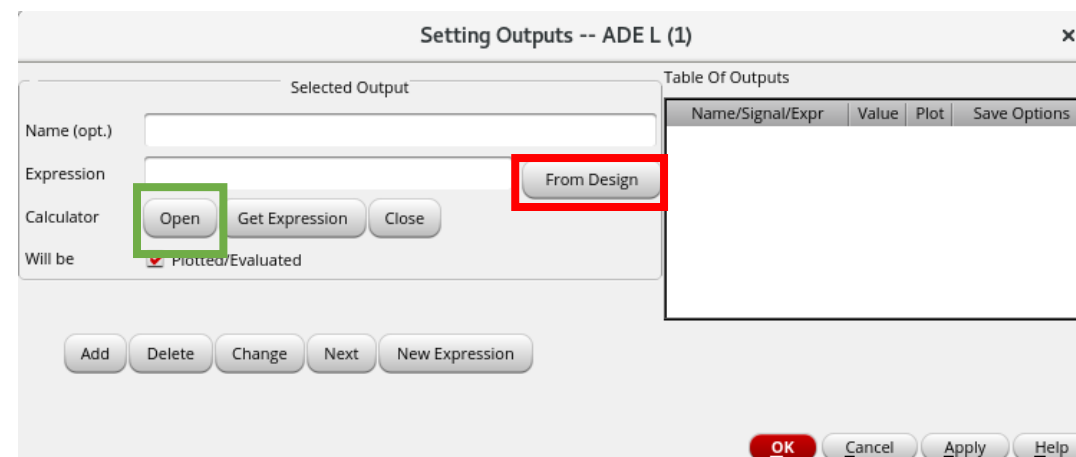 Setting Outputs -- ADE L (1)
Selected Output
Table Of Outputs
Name/Signal/Expr Value Plot Save Options
Name (opt.)
Expression From Design
Calculator Open Get Expression Close
Will be Plotted/Evaluated
Add Delete Change Next New Expression
OK Cancel Apply Help